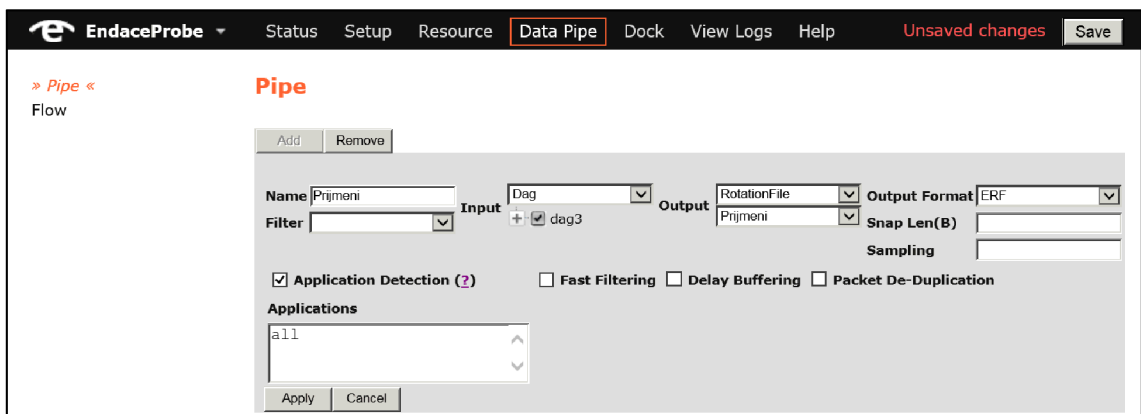 EndaceProbe Status Setup Resource Data Pipe Dock View Logs Help Unsaved changes Save
» Pipe «
Flow
Pipe
Add Remove
Name Prijmeni Input Dag Output RotationFile Output Format ERF
Filter dag3 Prijmeni Snap Len(B)
Sampling
Application Detection (?) Fast Filtering Delay Buffering Packet De-Duplication
Applications
all
Apply Cancel